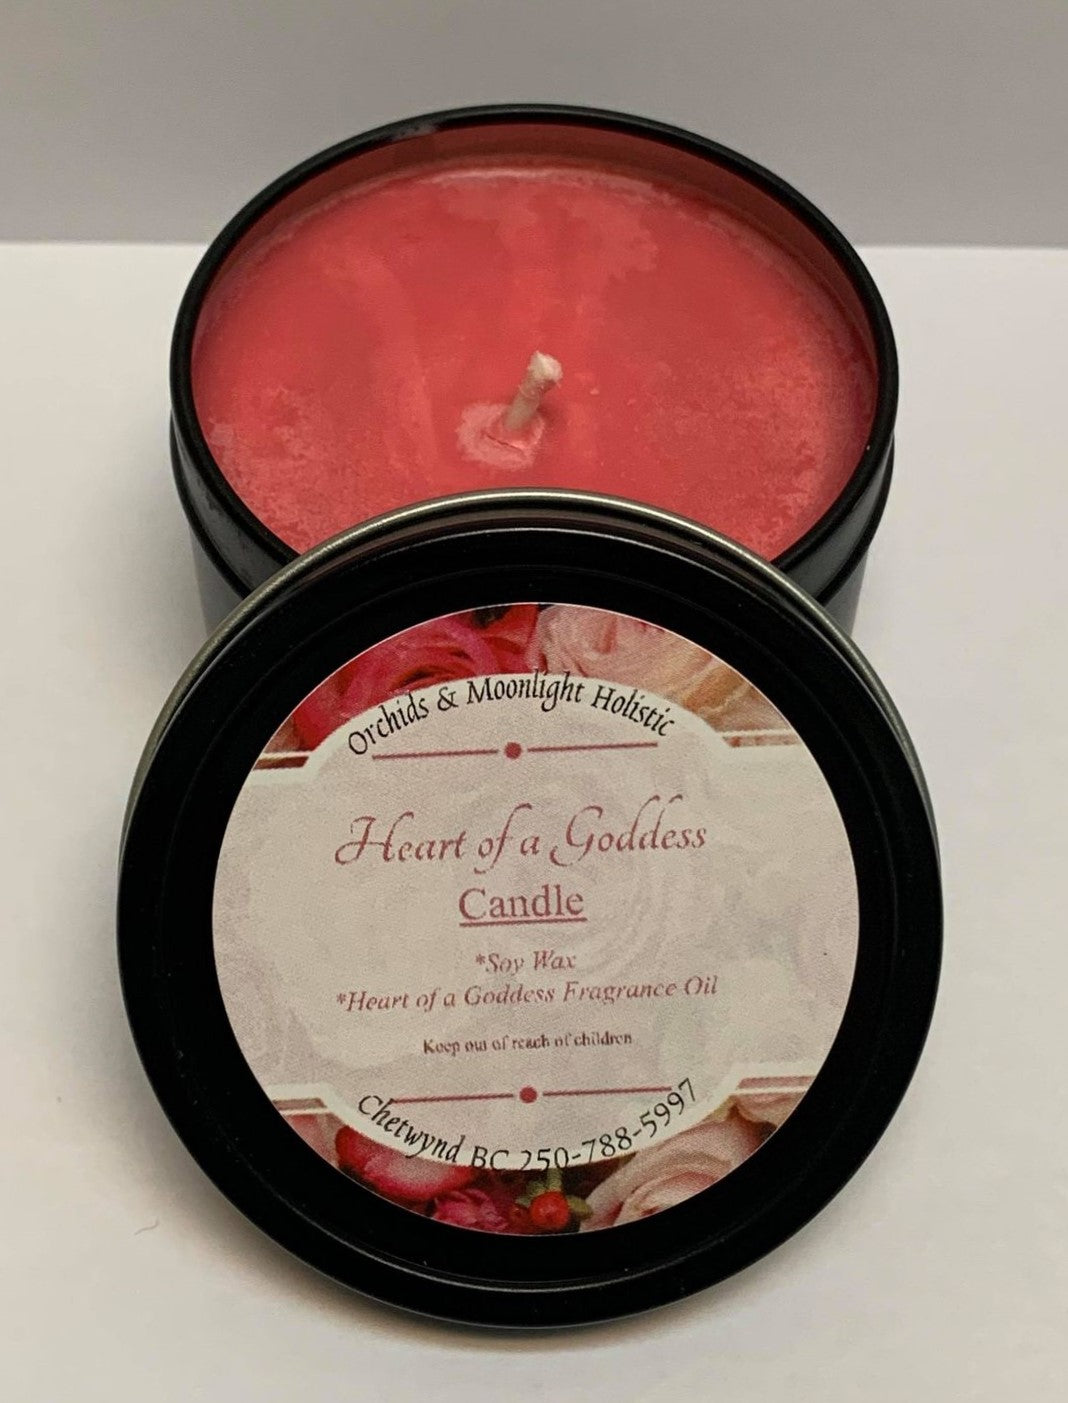 Orchids & Moonlight Holistic
Heart of a Goddess
Candle
*Soy Wax
*Heart of a Goddess Fragrance Oil
Keep out of reach of children
Chetwynd BC 250-788-5997